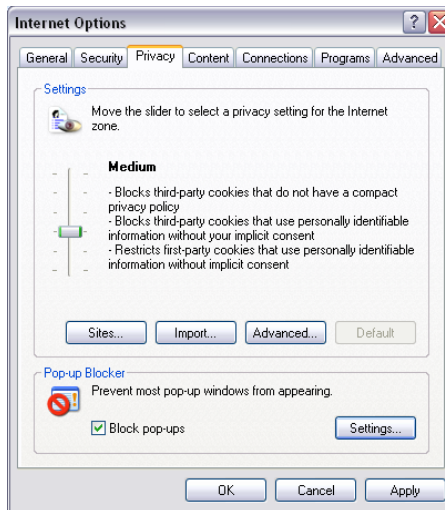 Internet Options
General Security Privacy Content Connections Programs Advanced
Settings
Move the slider to select a privacy setting for the Internet
zone.
Medium
- Blocks third-party cookies that do not have a compact
privacy policy
- Blocks third-party cookies that use personally identifiable
information without your implicit consent
- Restricts first-party cookies that use personally identifiable
information without implicit consent
Sites... Import... Advanced... Default
Pop-up Blocker
Prevent most pop-up windows from appearing.
Block pop-ups Settings...
OK Cancel Apply